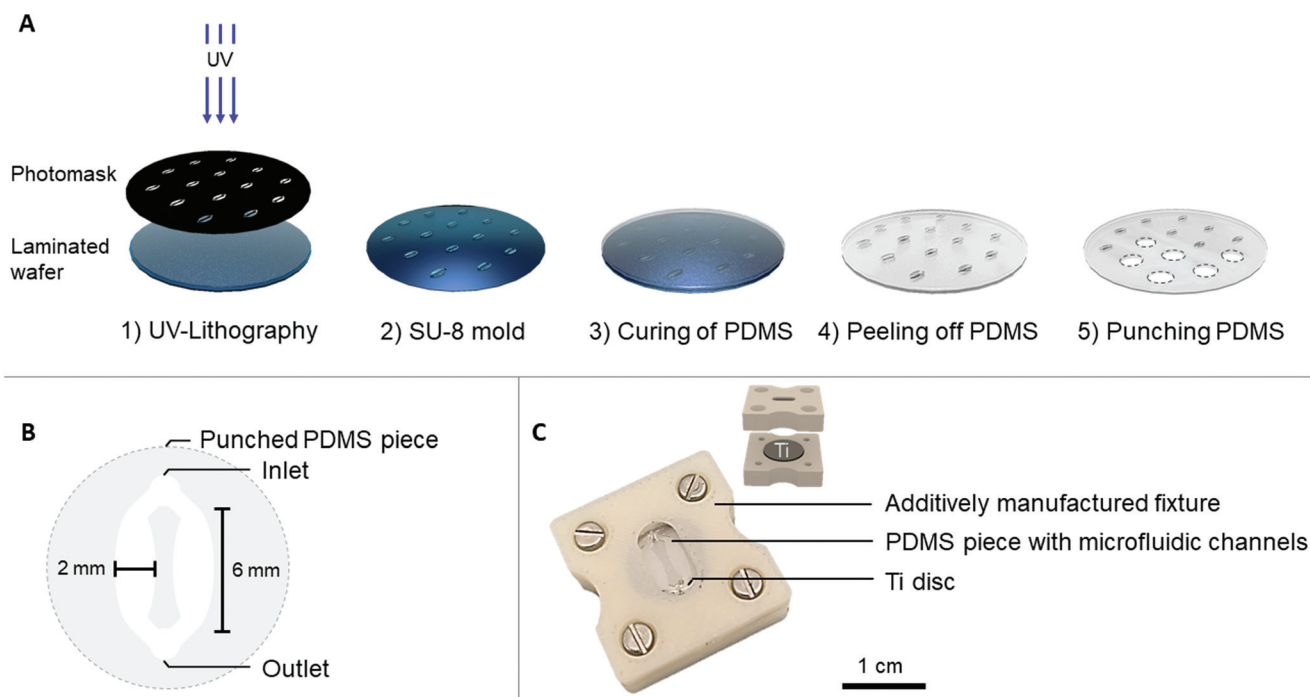 A
UV
Photomask
Laminated
wafer
1) UV-Lithography
2) SU-8 mold
3) Curing of PDMS
4) Peeling off PDMS
5) Punching PDMS
B
Punched PDMS piece
Inlet
2 mm
6 mm
Outlet
C
Ti
Additively manufactured fixture
PDMS piece with microfluidic channels
Ti disc
1 cm